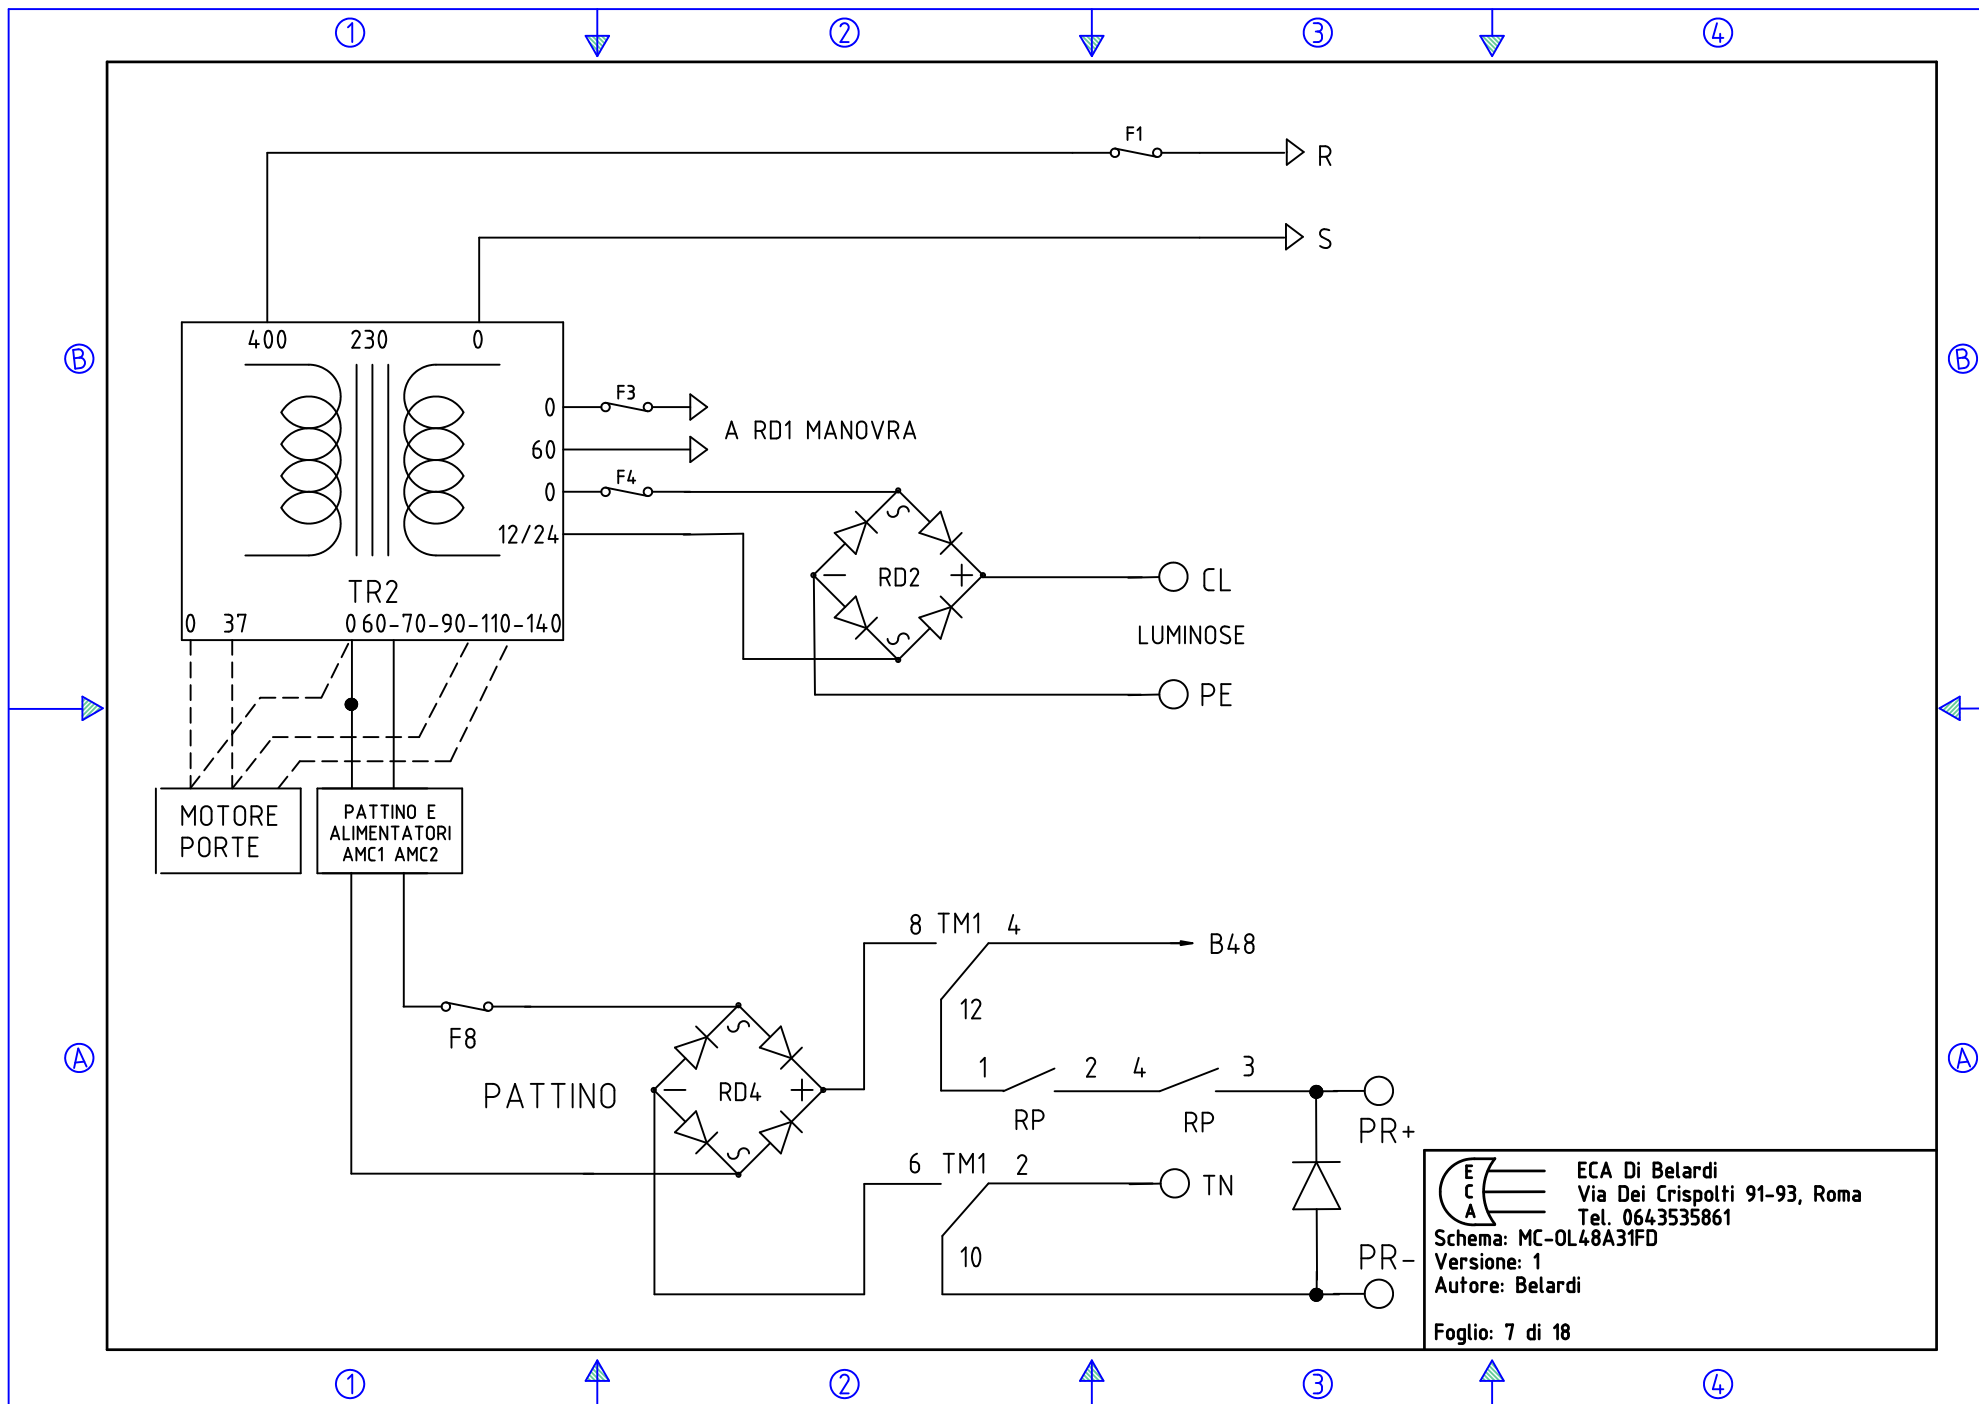 1 2 3 4
F1
R
S
B B
400 230 0
0 F3
A RD1 MANOVRA
60
0 F4
12/24
RD2
CL
TR2
0 37 0 60-70-90-110-140
LUMINOSE
PE
MOTORE
PORTE
PATTINO E
ALIMENTATORI
AMC1 AMC2
8 TM1 4
B48
12
F8
A A
1 2 4 3
PATTINO
RD4
RP RP
PR+
6 TM1 2
TN
10
PR-
E
C
A
ECA Di Belardi
Via Dei Crispolti 91-93, Roma
Tel. 0643535861
Schema: MC-OL48A31FD
Versione: 1
Autore: Belardi
Foglio: 7 di 18
1 2 3 4